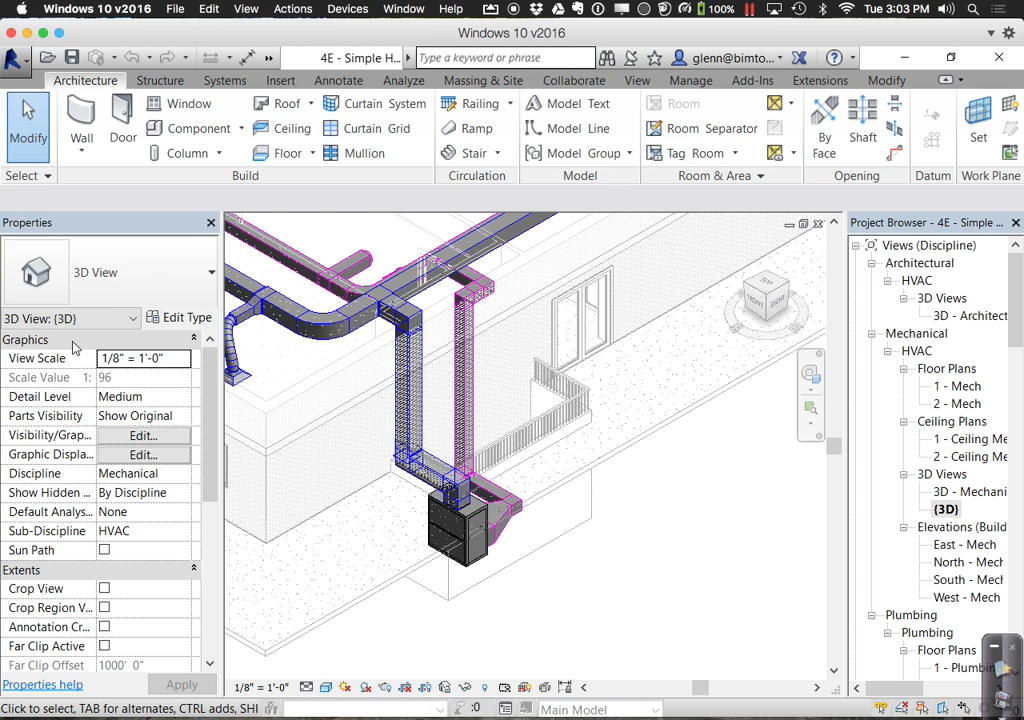 Windows 10 v2016 File Edit View Actions Devices Window Help 100% Tue 3:03 PM
Windows 10 v2016
4E - Simple H... Type a keyword or phrase glenn@bimto...
Architecture Structure Systems Insert Annotate Analyze Massing & Site Collaborate View Manage Add-Ins Extensions Modify
Window Roof Curtain System Railing Model Text Room
Modify Wall Door Component Ceiling Curtain Grid Ramp Model Line Room Separator By Face Shaft Set
Column Floor Mullion Stair Model Group Tag Room
Select Build Circulation Model Room & Area Opening Datum Work Plane
Properties
3D View
3D View: {3D} Edit Type
Graphics
View Scale 1/8" = 1'-0"
Scale Value 1: 96
Detail Level Medium
Parts Visibility Show Original
Visibility/Grap... Edit...
Graphic Displa... Edit...
Discipline Mechanical
Show Hidden ... By Discipline
Default Analys... None
Sub-Discipline HVAC
Sun Path
Extents
Crop View
Crop Region V...
Annotation Cr...
Far Clip Active
Far Clip Offset 1000' 0"
Properties help Apply
FRONT RIGHT
1/8" = 1'-0"
Project Browser - 4E - Simple ...
Views (Discipline)
Architectural
HVAC
3D Views
3D - Architect
Mechanical
HVAC
Floor Plans
1 - Mech
2 - Mech
Ceiling Plans
1 - Ceiling Me
2 - Ceiling Me
3D Views
3D - Mechani
{3D}
Elevations (Build
East - Mech
North - Mech
South - Mech
West - Mech
Plumbing
Plumbing
Floor Plans
1 - Plumbin
Click to select, TAB for alternates, CTRL adds, SHI :0 Main Model